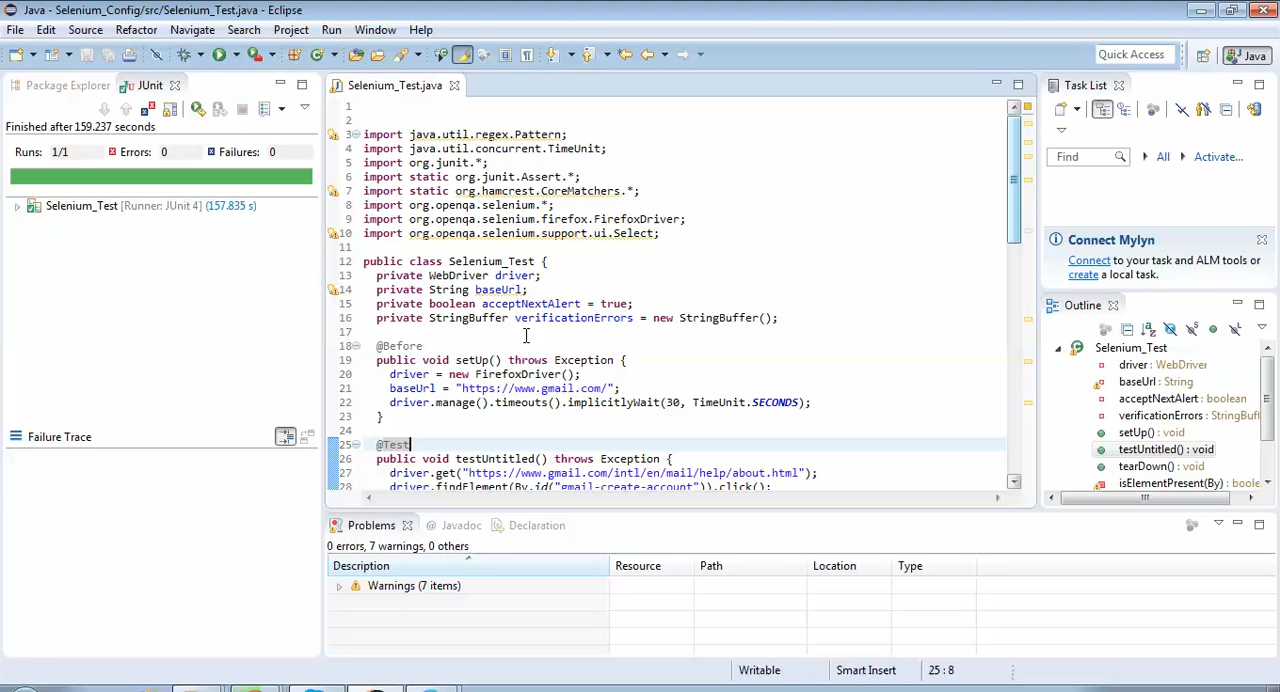 Java - Selenium_Config/src/Selenium_Test.java - Eclipse
File Edit Source Refactor Navigate Search Project Run Window Help
Quick Access
Java
Package Explorer
JUnit
Finished after 159.237 seconds
Runs: 1/1 Errors: 0 Failures: 0
Selenium_Test [Runner: JUnit 4] (157.835 s)
Failure Trace
Selenium_Test.java
1
2
3 import java.util.regex.Pattern;
4 import java.util.concurrent.TimeUnit;
5 import org.junit.*;
6 import static org.junit.Assert.*;
7 import static org.hamcrest.CoreMatchers.*;
8 import org.openqa.selenium.*;
9 import org.openqa.selenium.firefox.FirefoxDriver;
10 import org.openqa.selenium.support.ui.Select;
11
12 public class Selenium_Test {
13 private WebDriver driver;
14 private String baseUrl;
15 private boolean acceptNextAlert = true;
16 private StringBuffer verificationErrors = new StringBuffer();
17
18 @Before
19 public void setUp() throws Exception {
20 driver = new FirefoxDriver();
21 baseUrl = "https://www.gmail.com/";
22 driver.manage().timeouts().implicitlyWait(30, TimeUnit.SECONDS);
23 }
24
25 @Test
26 public void testUntitled() throws Exception {
27 driver.get("https://www.gmail.com/intl/en/mail/help/about.html")
28 driver.findElement(By.id("gmail-create-account")).click();
Task List
Find All Activate...
Connect Mylyn
Connect to your task and ALM tools or
create a local task.
Outline
Selenium_Test
driver : WebDriver
baseUrl : String
acceptNextAlert : boolean
verificationErrors : StringBuf
setUp() : void
testUntitled() : void
tearDown() : void
isElementPresent(By) : boole
Problems @ Javadoc Declaration
0 errors, 7 warnings, 0 others
Description Resource Path Location Type
Warnings (7 items)
Writable Smart Insert 25 : 8